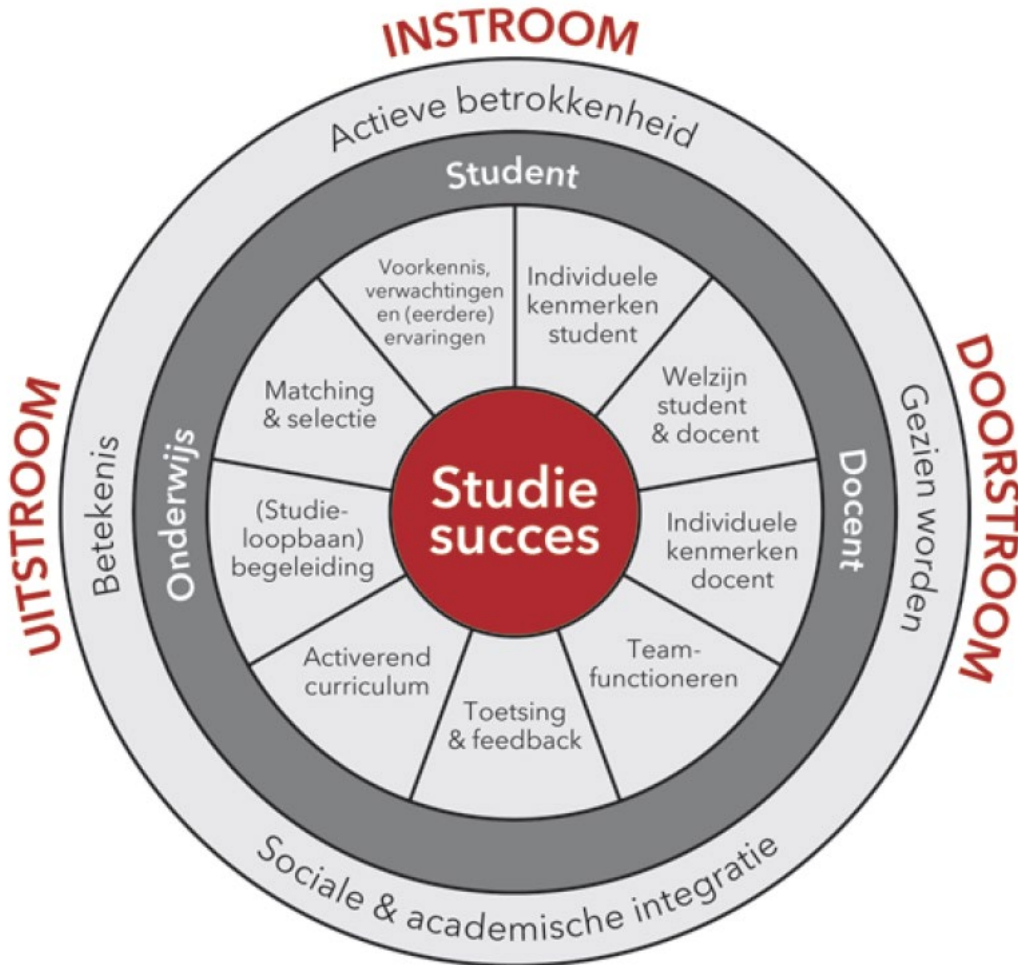 INSTROOM
Actieve betrokkenheid
Student
Voorkennis,
verwachtingen
en (eerdere)
ervaringen
Individuele
kenmerken
student
Welzijn
student
& docent
Individuele
kenmerken
docent
Team-
functioneren
Toetsing
& feedback
Activerend
curriculum
(Studie-
loopbaan)
begeleiding
Matching
& selectie
Studie
succes
Docent
Onderwijs
Gezien worden
Sociale & academische integratie
Betekenis
DOORSTROOM
UITSTROOM